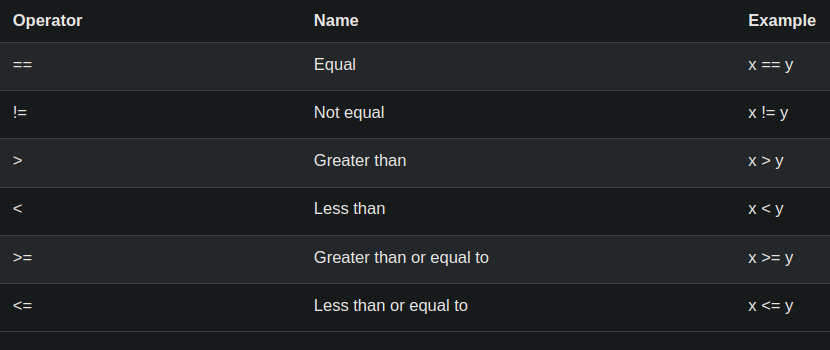 Operator Name Example
== Equal x == y
!= Not equal x != y
> Greater than x > y
< Less than x < y
>= Greater than or equal to x >= y
<= Less than or equal to x <= y